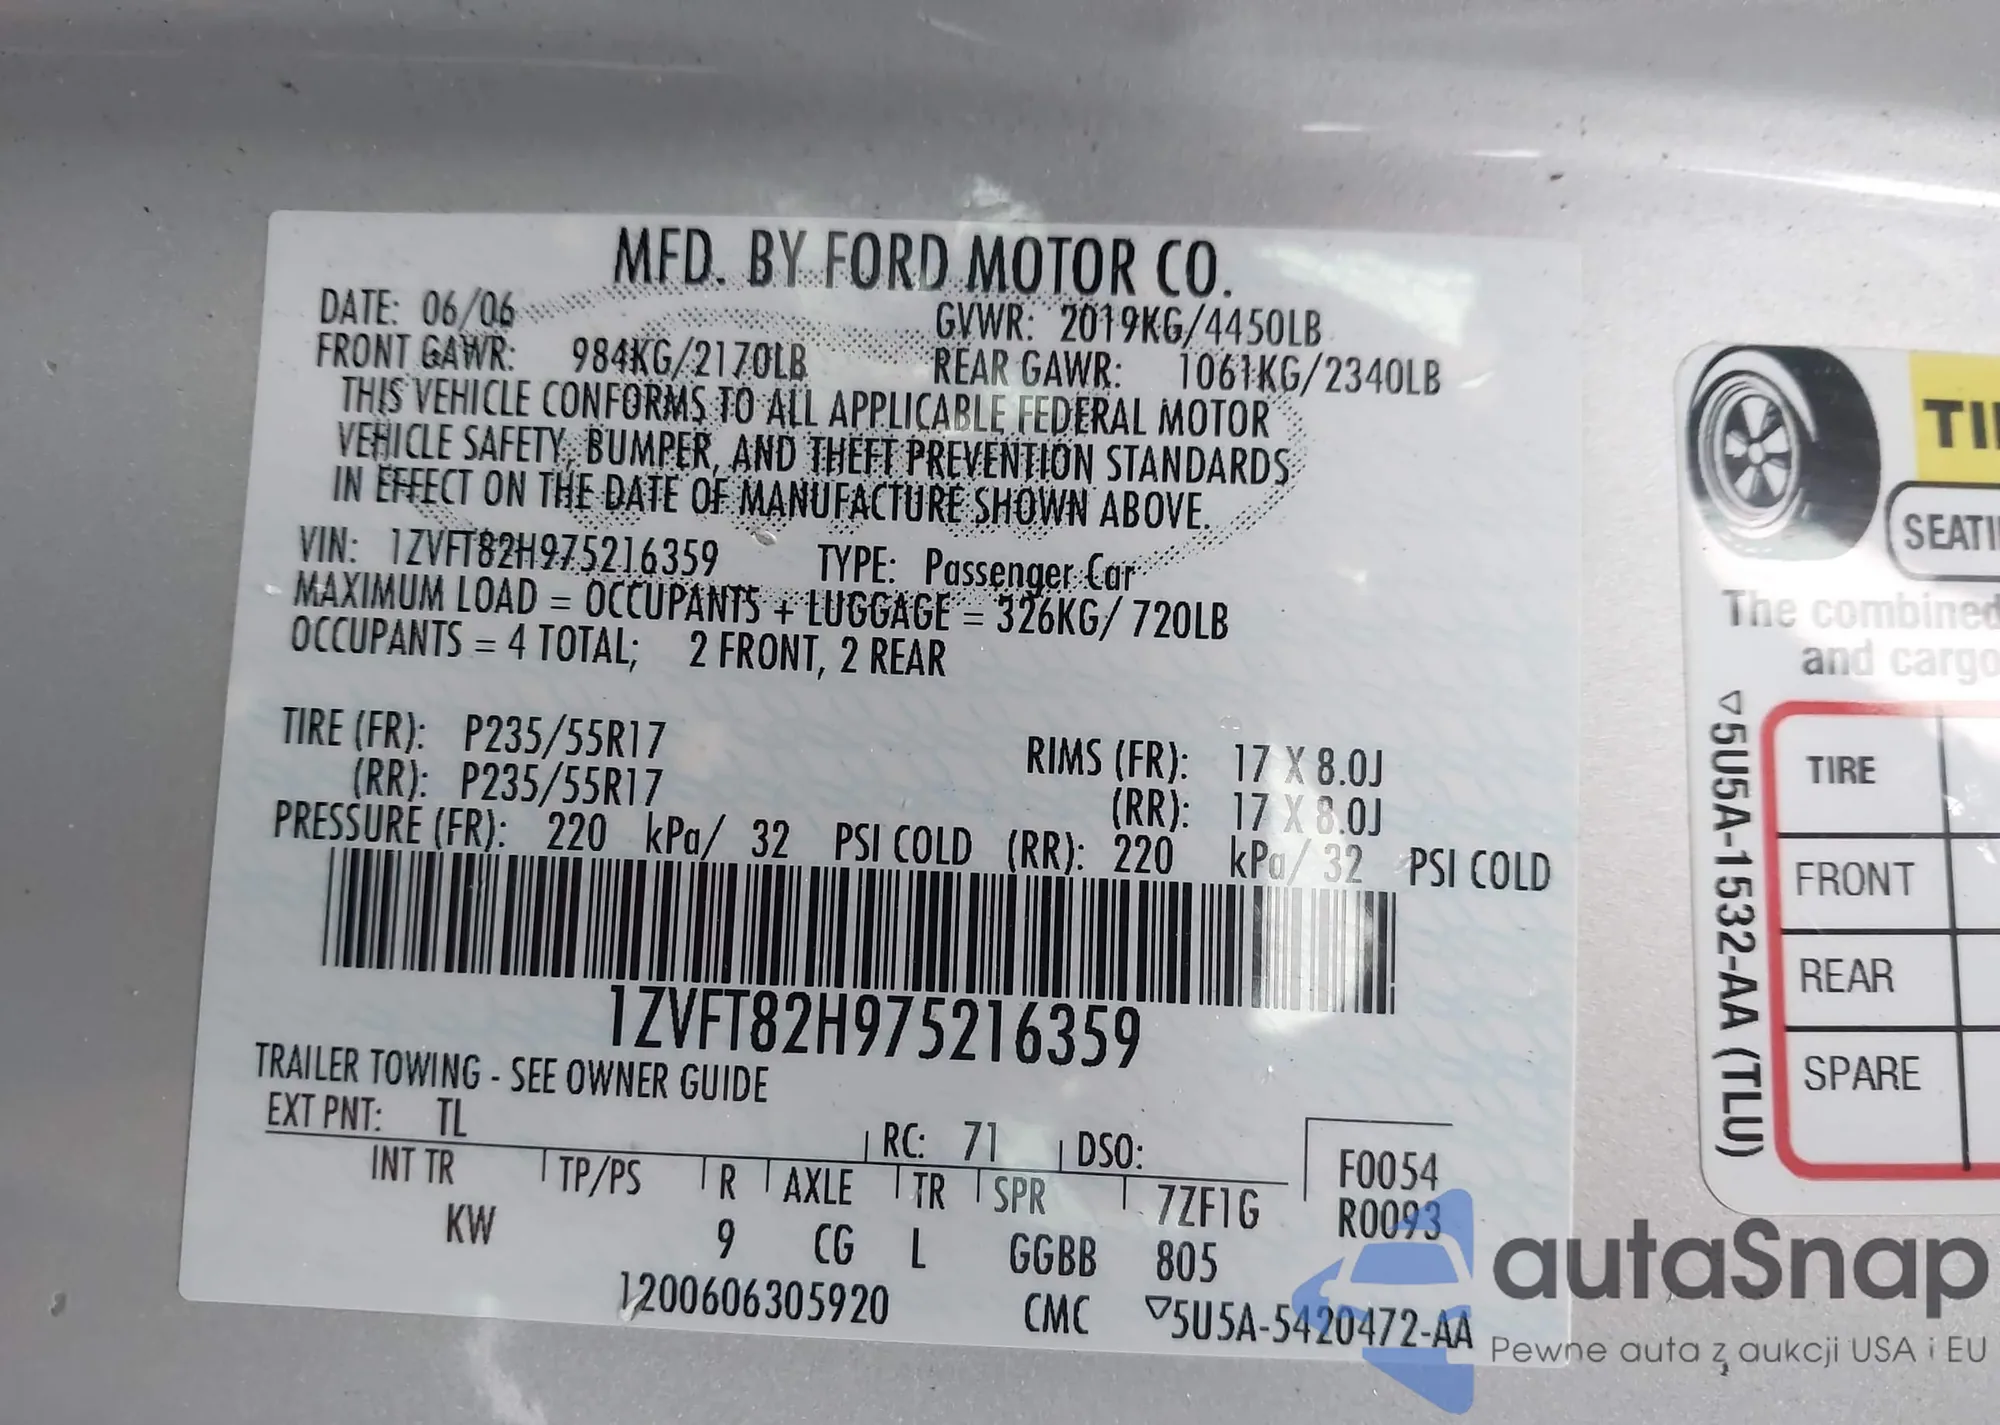 MFD. BY FORD MOTOR CO.
DATE: 06/06 GVWR: 2019KG/4450LB
FRONT GAWR: 984KG/2170LB REAR GAWR: 1061KG/2340LB
THIS VEHICLE CONFORMS TO ALL APPLICABLE FEDERAL MOTOR
VEHICLE SAFETY, BUMPER, AND THEFT PREVENTION STANDARDS
IN EFFECT ON THE DATE OF MANUFACTURE SHOWN ABOVE.
VIN: 1ZVFT82H975216359 TYPE: Passenger Car
MAXIMUM LOAD = OCCUPANTS + LUGGAGE = 326KG/ 720LB
OCCUPANTS = 4 TOTAL; 2 FRONT, 2 REAR
TIRE (FR): P235/55R17 RIMS (FR): 17 X 8.0J
(RR): P235/55R17 (RR): 17 X 8.0J
PRESSURE (FR): 220 kPa/ 32 PSI COLD (RR): 220 kPa/ 32 PSI COLD
1ZVFT82H975216359
TRAILER TOWING - SEE OWNER GUIDE
EXT PNT: TL RC: 71 DSO: F0054
INT TR TP/PS R AXLE TR SPR 7ZF1G R0093
KW 9 CG L GGBB 805
1200606305920 CMC ▽5U5A-5420472-AA
TI
SEATI
The combined
and cargo
▽5U5A-1532-AA (TLU)
TIRE
FRONT
REAR
SPARE
autaSnap
Pewne auta z aukcji USA i EU